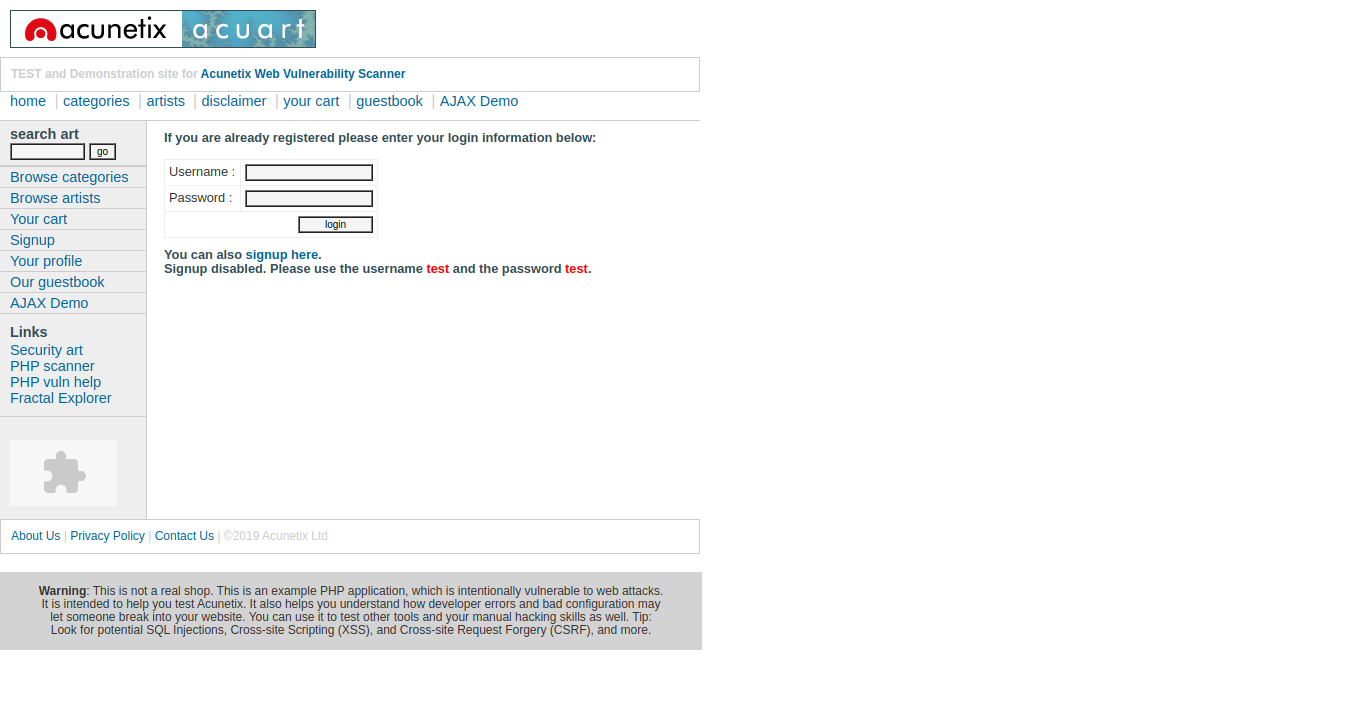 acunetix acuart
TEST and Demonstration site for Acunetix Web Vulnerability Scanner
home | categories | artists | disclaimer | your cart | guestbook | AJAX Demo
search art
go
Browse categories
Browse artists
Your cart
Signup
Your profile
Our guestbook
AJAX Demo
Links
Security art
PHP scanner
PHP vuln help
Fractal Explorer
If you are already registered please enter your login information below:
Username :
Password :
login
You can also signup here.
Signup disabled. Please use the username test and the password test.
About Us | Privacy Policy | Contact Us | ©2019 Acunetix Ltd
Warning: This is not a real shop. This is an example PHP application, which is intentionally vulnerable to web attacks.
It is intended to help you test Acunetix. It also helps you understand how developer errors and bad configuration may
let someone break into your website. You can use it to test other tools and your manual hacking skills as well. Tip:
Look for potential SQL Injections, Cross-site Scripting (XSS), and Cross-site Request Forgery (CSRF), and more.